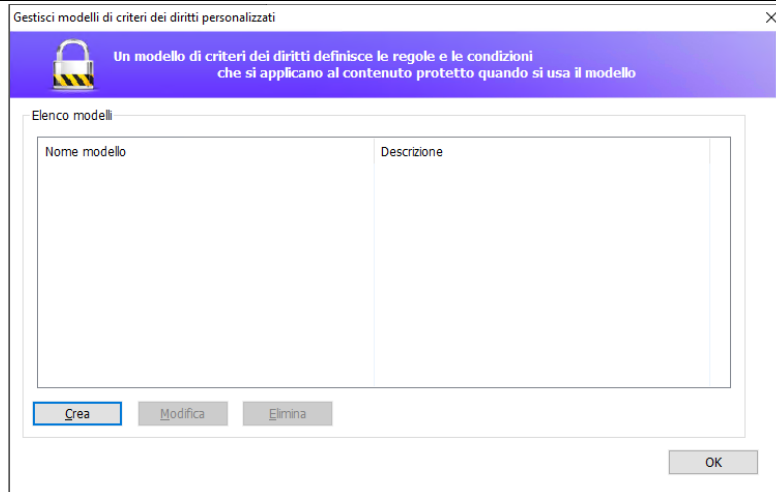 Gestisci modelli di criteri dei diritti personalizzati
Un modello di criteri dei diritti definisce le regole e le condizioni
che si applicano al contenuto protetto quando si usa il modello
Elenco modelli
Nome modello Descrizione
Crea Modifica Elimina
OK